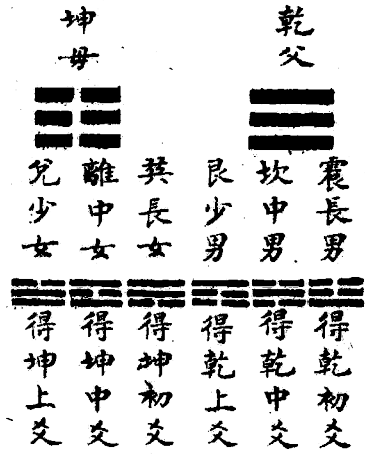 乾父
坤母
震長男
坎中男
艮少男
巽長女
離中女
兌少女
得乾初爻
得乾中爻
得乾上爻
得坤初爻
得坤中爻
得坤上爻